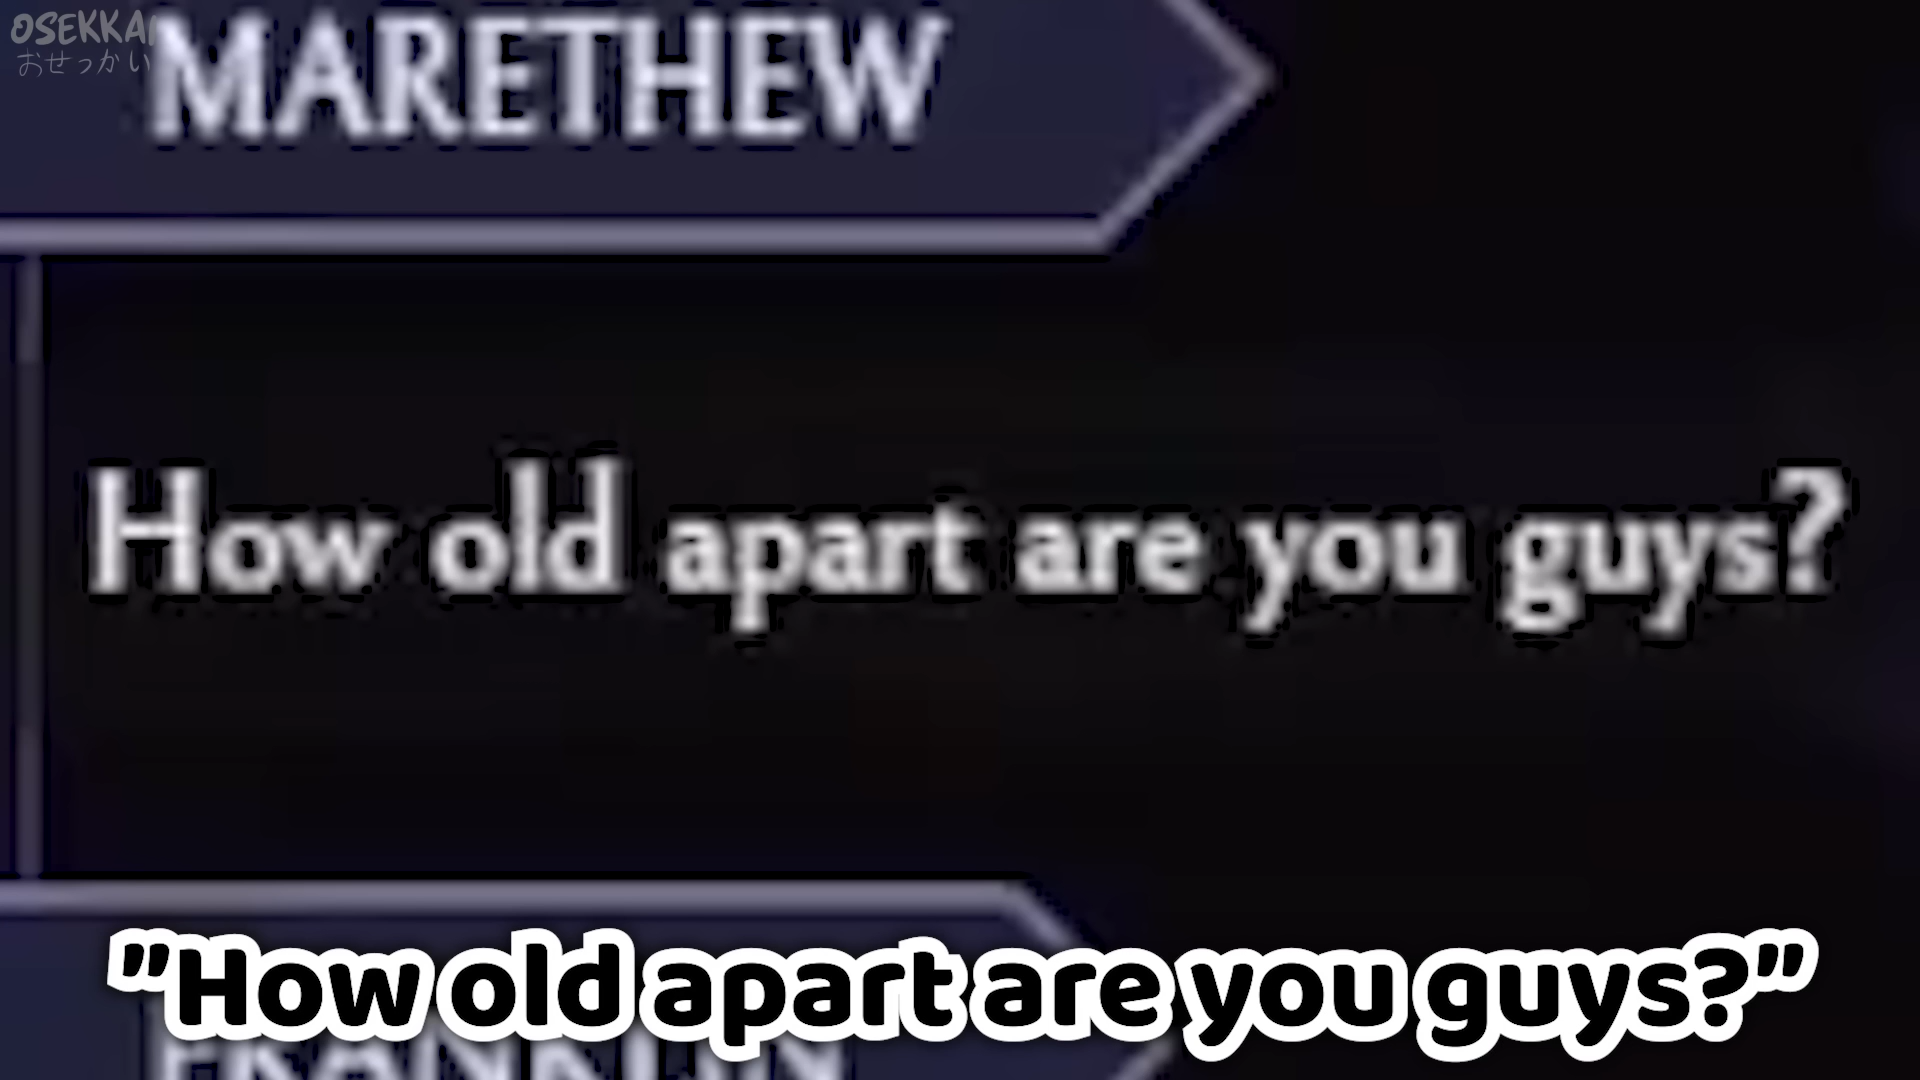 OSEKKAI
おせっかい
MARETHEW
How old apart are you guys?
"How old apart are you guys?"
FRANKLIN